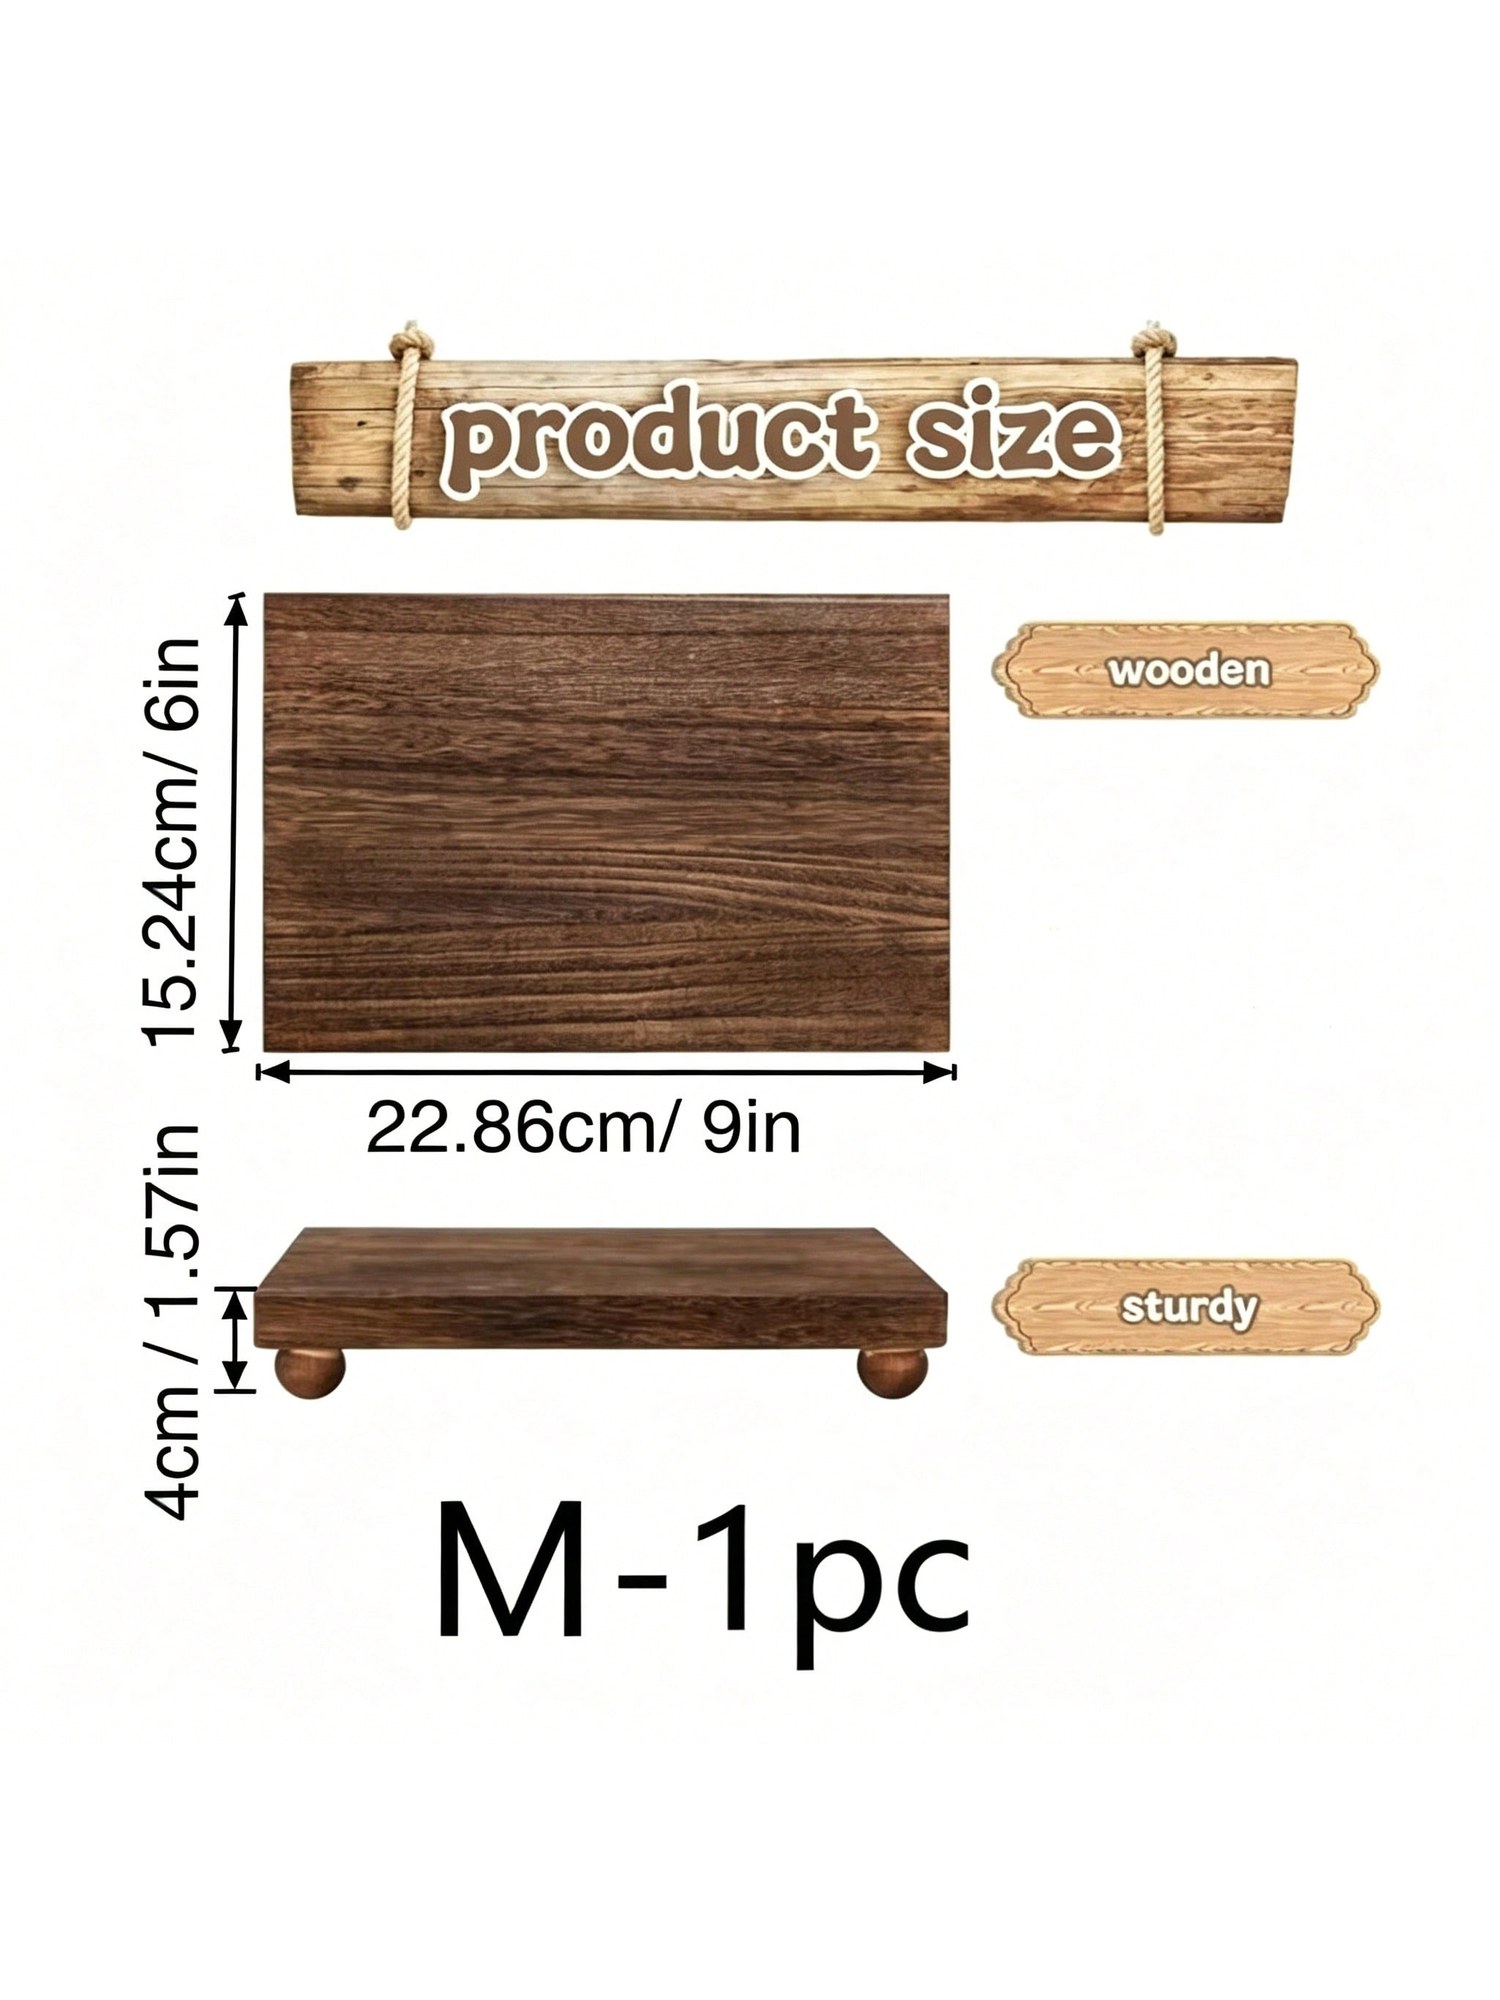 product size
wooden
15.24cm/ 6in
22.86cm/ 9in
4cm / 1.57in
sturdy
M-1pc